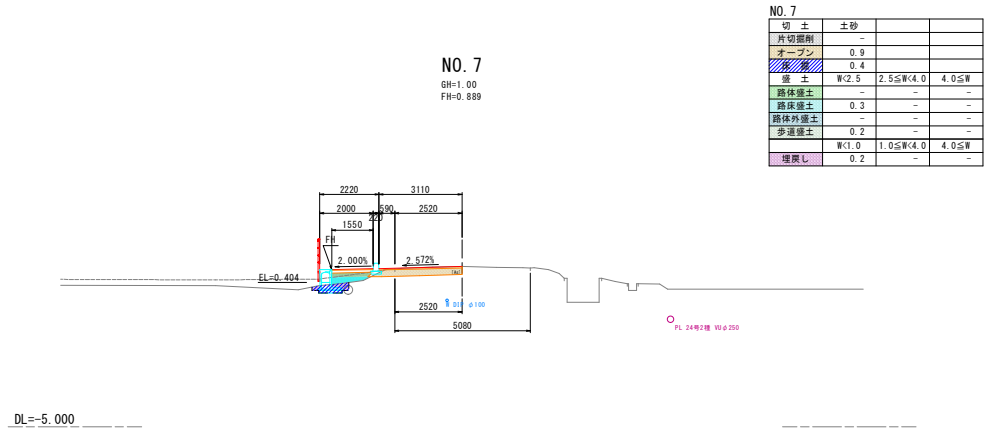 NO. 7
切 土 土砂
片切掘削 -
オープン 0.9
床 掘 0.4
盛 土 W<2.5 2.5≦W<4.0 4.0≦W
路体盛土 - - -
路床盛土 0.3 - -
路体外盛土 - - -
歩道盛土 0.2 - -
W<1.0 1.0≦W<4.0 4.0≦W
埋戻し 0.2 - -
NO. 7
GH=1.00
FH=0.889
2220 3110
2000 590 2520
220
1550
FH
2.000% 2.572%
[As]
EL=0.404
2520 W DIP φ100
5080
PL 24号2種 VUφ250
DL=-5.000